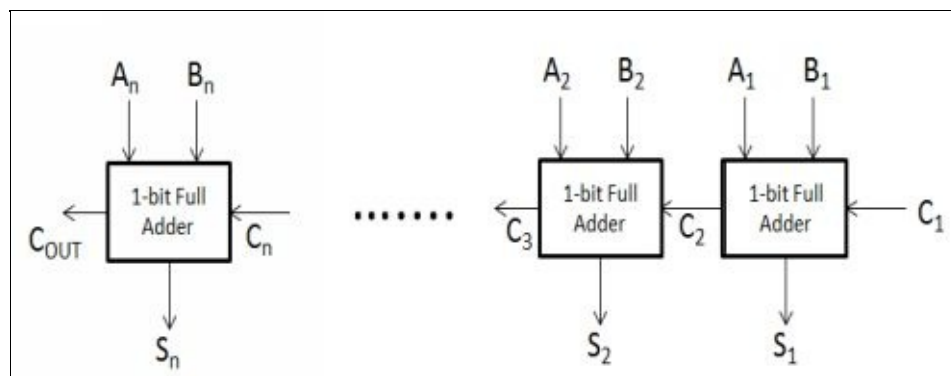 Aₙ Bₙ A₂ B₂ A₁ B₁
1-bit Full Adder
1-bit Full Adder
1-bit Full Adder
C_OUT Cₙ C₃ C₂ C₁
Sₙ S₂ S₁